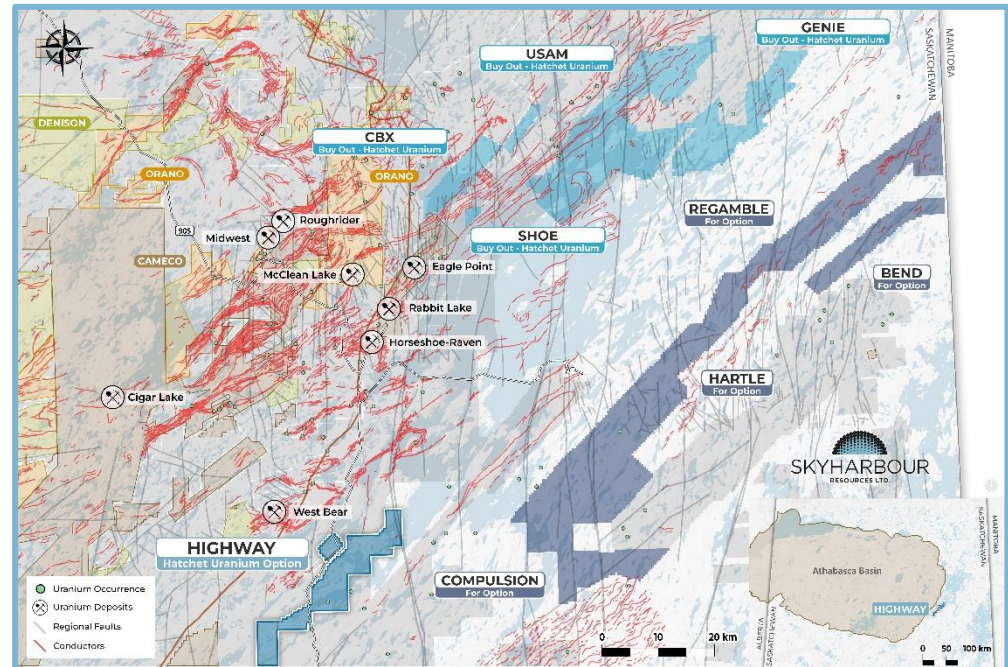 GENIE
Buy Out - Hatchet Uranium
USAM
Buy Out - Hatchet Uranium
MANITOBA
SASKATCHEWAN
DENISON
CBX
Buy Out - Hatchet Uranium
ORANO
ORANO
Roughrider
REGAMBLE
For Option
905
Midwest
SHOE
Buy Out - Hatchet Uranium
CAMECO
McClean Lake
Eagle Point
BEND
For Option
Rabbit Lake
Horseshoe-Raven
HARTLE
For Option
Cigar Lake
SKYHARBOUR
RESOURCES LTD.
West Bear
HIGHWAY
Hatchet Uranium Option
COMPULSION
For Option
Uranium Occurrence
Uranium Deposits
Regional Faults
Conductors
0 10 20 km
MANITOBA
SASKATCHEWAN
Athabasca Basin
HIGHWAY
ALBERTA
SASKATCHEWAN
0 50 100 km